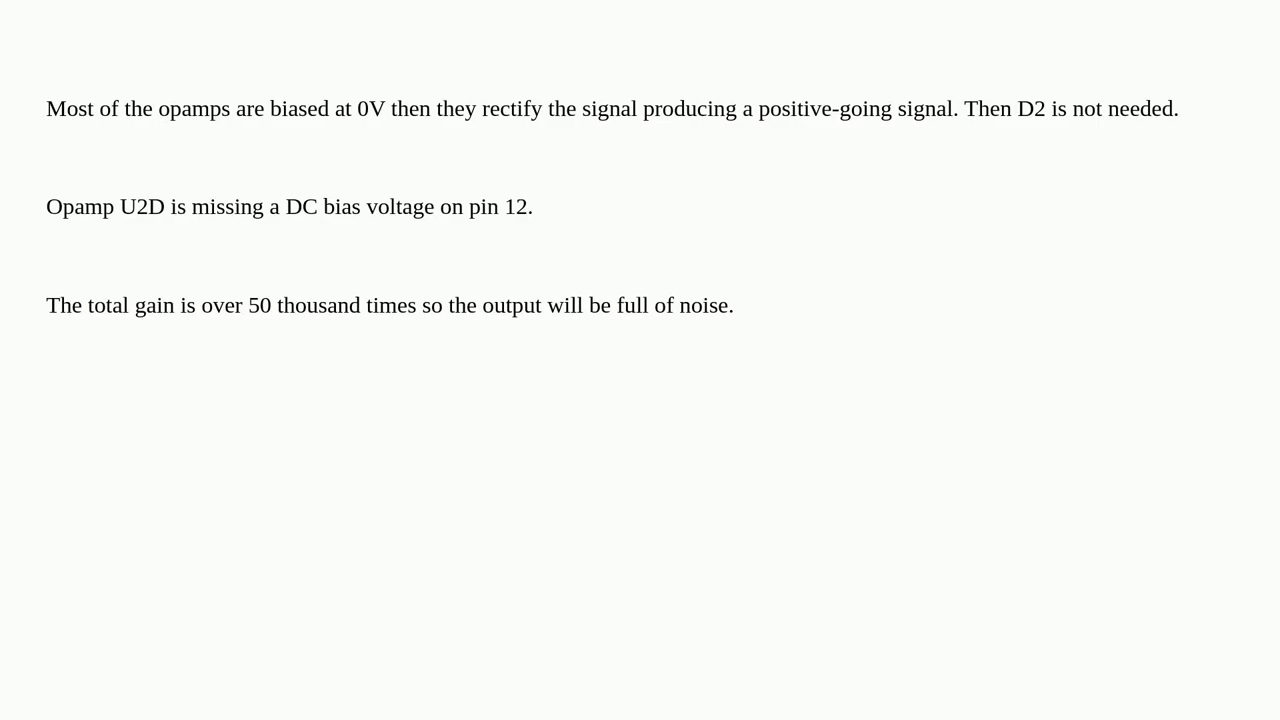 Most of the opamps are biased at 0V then they rectify the signal producing a positive-going signal. Then D2 is not needed.
Opamp U2D is missing a DC bias voltage on pin 12.
The total gain is over 50 thousand times so the output will be full of noise.